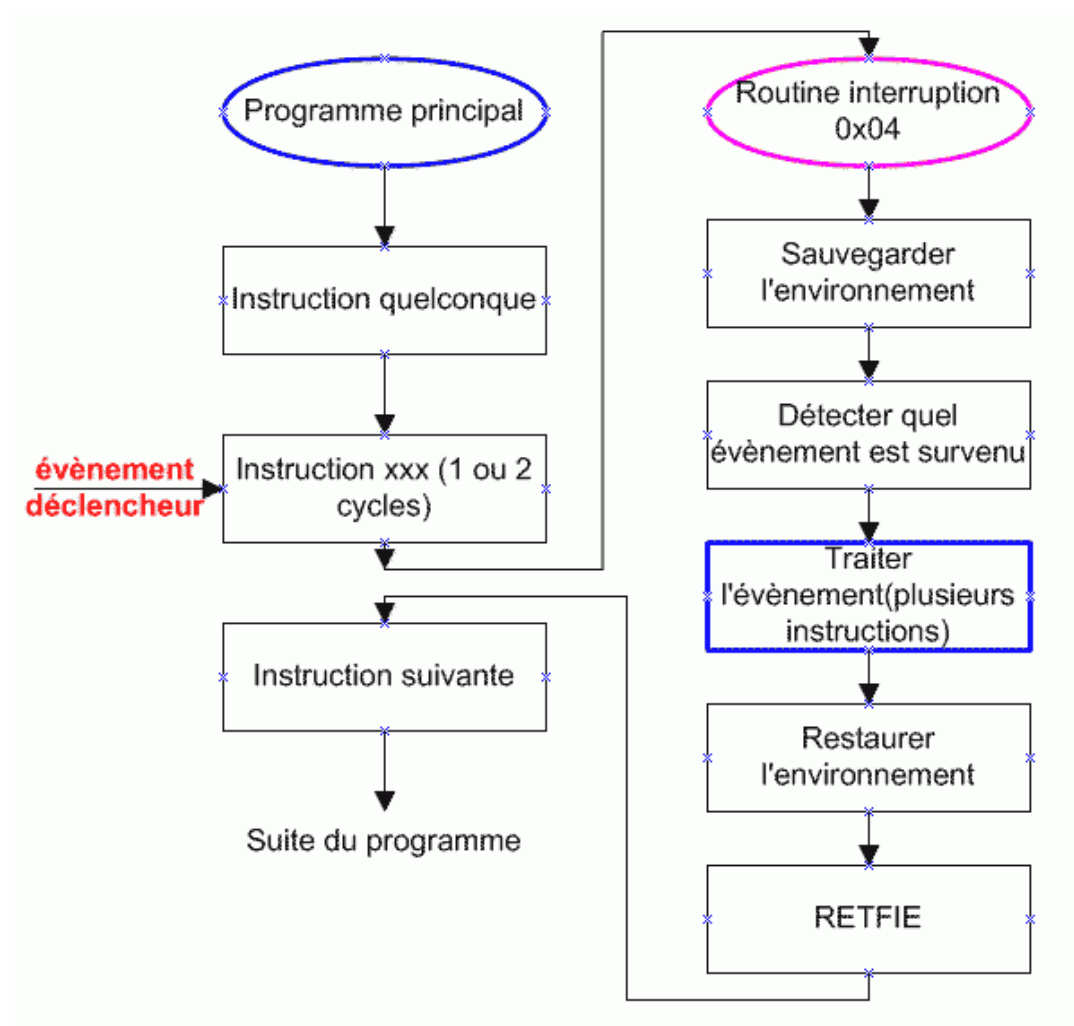 Programme principal
Instruction quelconque
évènement
déclencheur
Instruction xxx (1 ou 2
cycles)
Instruction suivante
Suite du programme
Routine interruption
0x04
Sauvegarder
l'environnement
Détecter quel
évènement est survenu
Traiter
l'évènement(plusieurs
instructions)
Restaurer
l'environnement
RETFIE